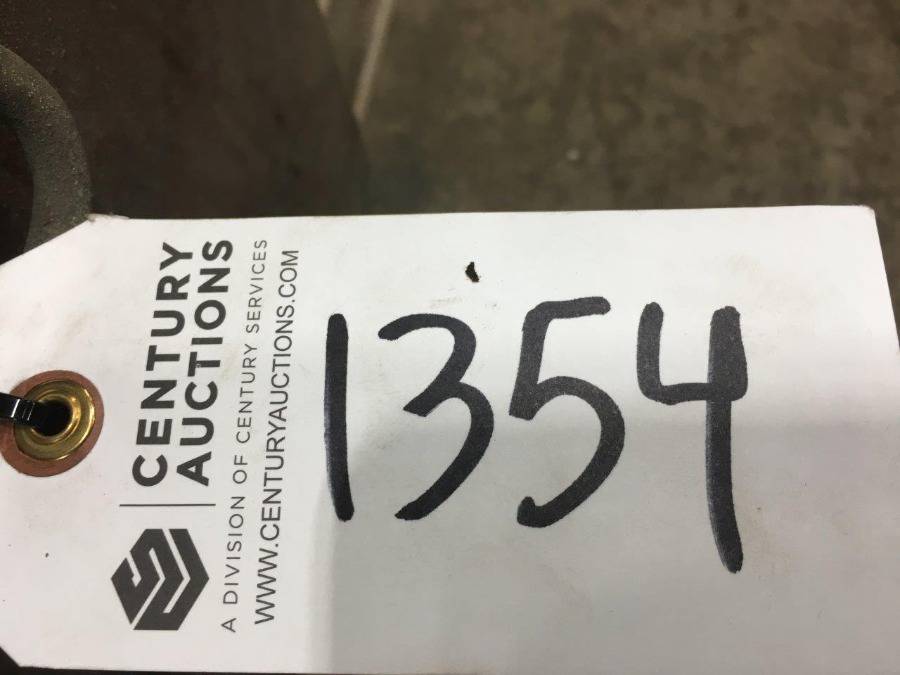 CENTURY
AUCTIONS
A DIVISION OF CENTURY SERVICES
WWW.CENTURYAUCTIONS.COM
1354